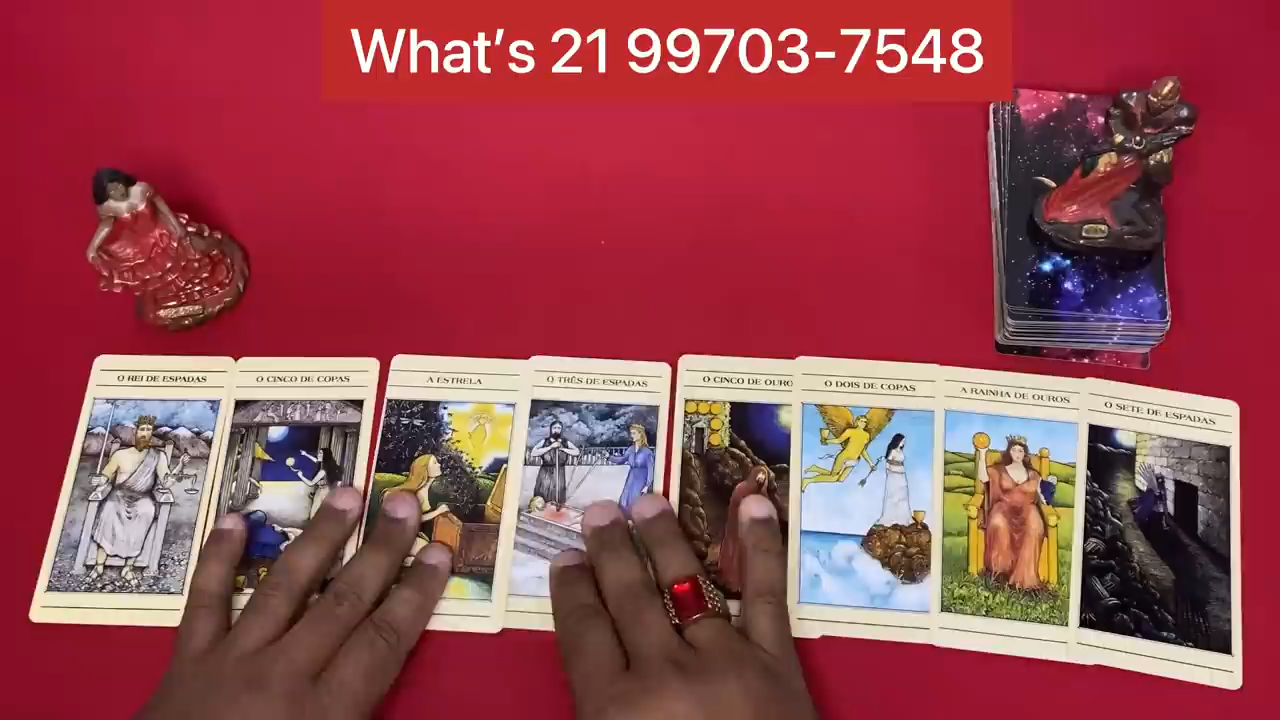 What’s 21 99703-7548
O REI DE ESPADAS
O CINCO DE COPAS
A ESTRELA
O TRÊS DE ESPADAS
O CINCO DE OURO
O DOIS DE COPAS
A RAINHA DE OUROS
O SETE DE ESPADAS